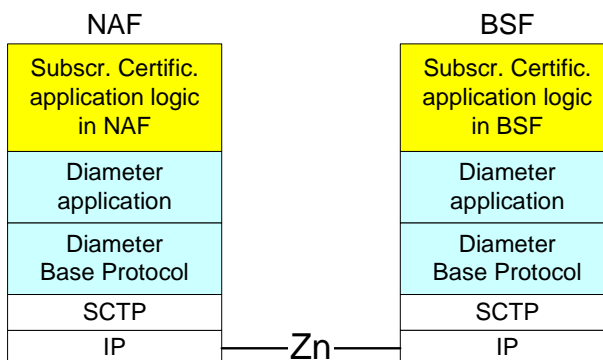 NAF
BSF
Subscr. Certific.
application logic
in NAF
Subscr. Certific.
application logic
in BSF
Diameter
application
Diameter
application
Diameter
Base Protocol
Diameter
Base Protocol
SCTP
SCTP
IP
Zn
IP